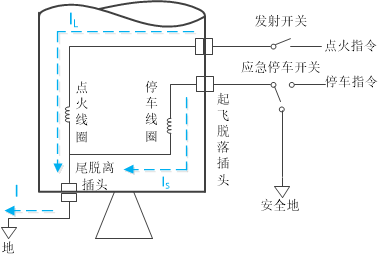 I_L
发射开关
点火指令
应急停车开关
停车指令
点火线圈
停车线圈
起飞脱落插头
尾脱离
插头
I_s
I
安全地
地